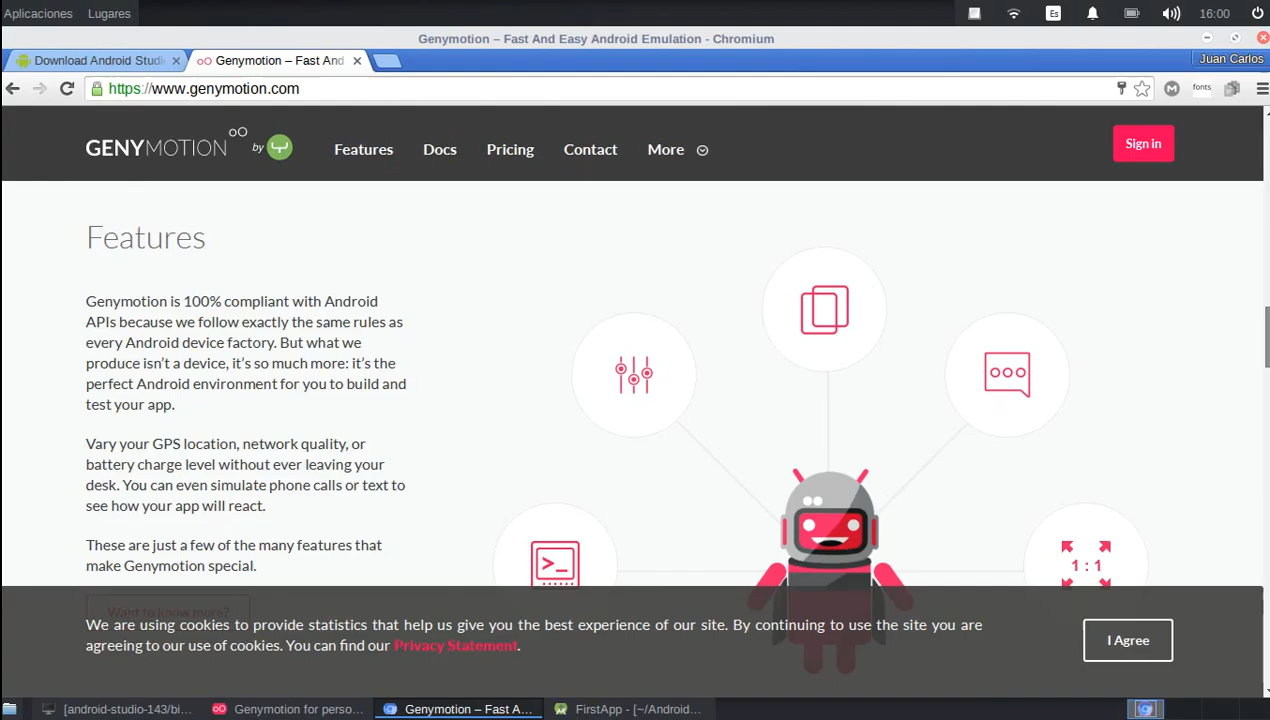 Aplicaciones Lugares Es 16:00
Genymotion – Fast And Easy Android Emulation - Chromium
Download Android Studi Genymotion – Fast And Juan Carlos
https://www.genymotion.com fonts
GENYMOTION by Features Docs Pricing Contact More Sign in
Features
Genymotion is 100% compliant with Android
APIs because we follow exactly the same rules as
every Android device factory. But what we
produce isn't a device, it's so much more: it's the
perfect Android environment for you to build and
test your app.
Vary your GPS location, network quality, or
battery charge level without ever leaving your
desk. You can even simulate phone calls or text to
see how your app will react.
These are just a few of the many features that
make Genymotion special.
>_
1 : 1
Want to know more?
We are using cookies to provide statistics that help us give you the best experience of our site. By continuing to use the site you are
agreeing to our use of cookies. You can find our Privacy Statement.
I Agree
[android-studio-143/bi... Genymotion for perso... Genymotion – Fast A... FirstApp - [~/Android...